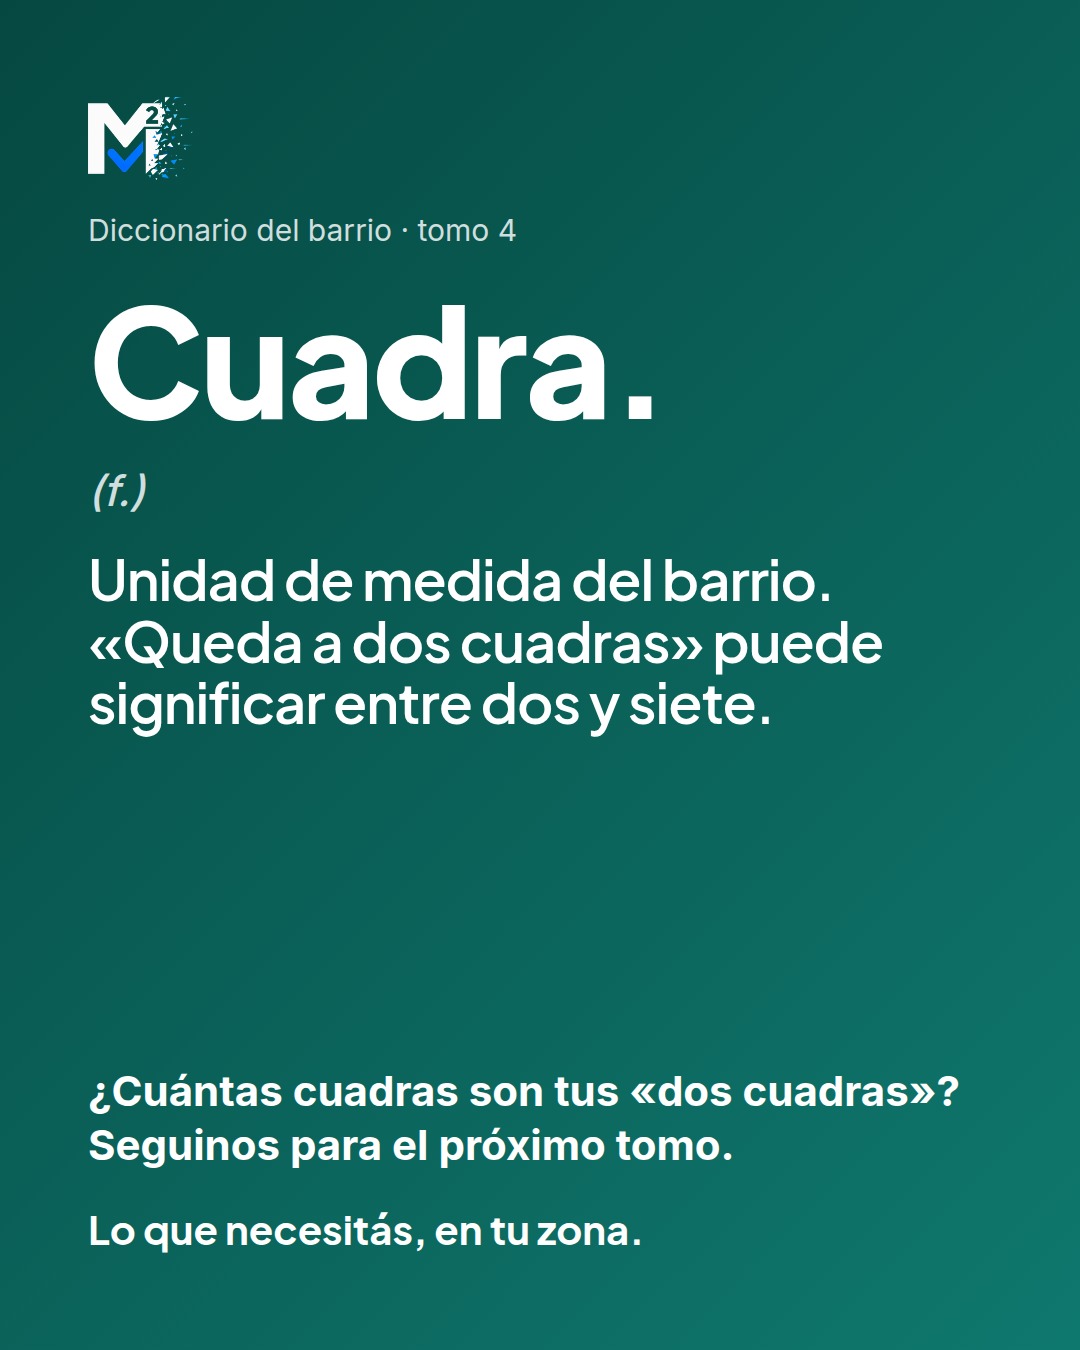 M2
Diccionario del barrio · tomo 4
Cuadra.
(f.)
Unidad de medida del barrio.
«Queda a dos cuadras» puede
significar entre dos y siete.
¿Cuántas cuadras son tus «dos cuadras»?
Seguinos para el próximo tomo.
Lo que necesitás, en tu zona.